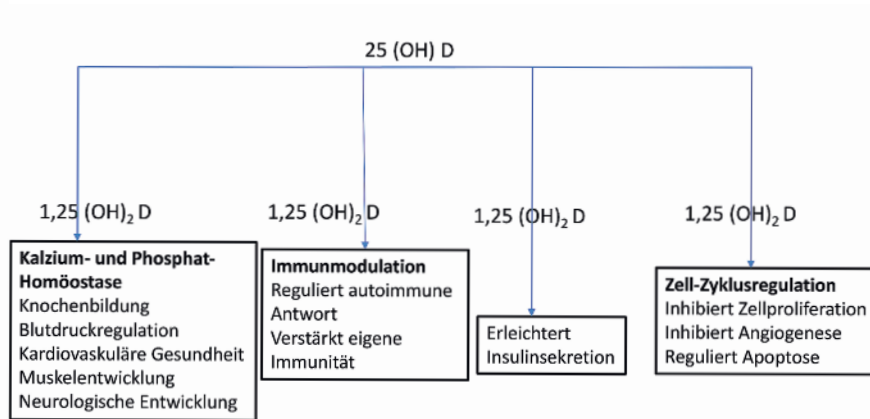 25 (OH) D
1,25 (OH)₂ D
Kalzium- und Phosphat-
Homöostase
Knochenbildung
Blutdruckregulation
Kardiovaskuläre Gesundheit
Muskelentwicklung
Neurologische Entwicklung
1,25 (OH)₂ D
Immunmodulation
Reguliert autoimmune
Antwort
Verstärkt eigene
Immunität
1,25 (OH)₂ D
Erleichtert
Insulinsekretion
1,25 (OH)₂ D
Zell-Zyklusregulation
Inhibiert Zellproliferation
Inhibiert Angiogenese
Reguliert Apoptose